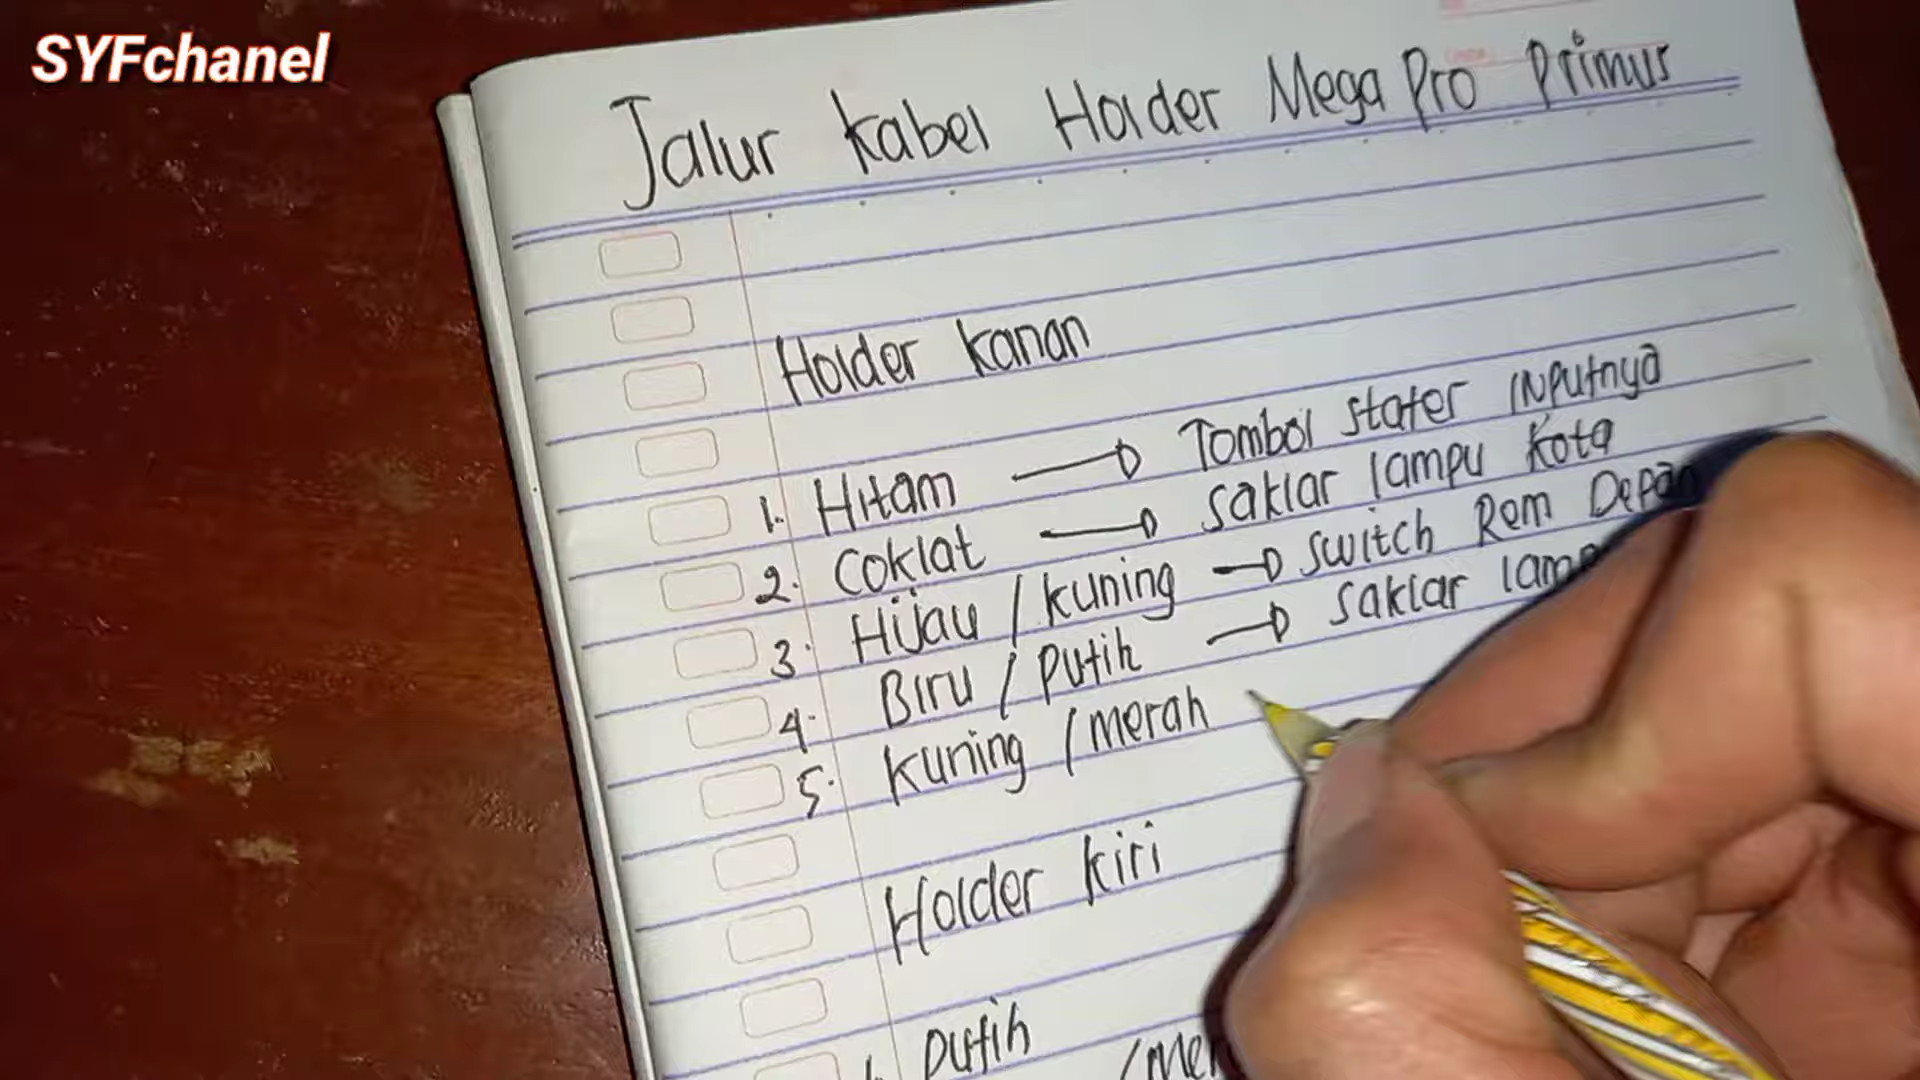 SYFchanel
Jalur Kabel Holder Mega Pro Primus
Holder Kanan
1. Hitam → Tombol stater inputnya
2. Coklat → saklar lampu Kota
3. Hijau / kuning → switch Rem Depan
4. Biru / putih → saklar
5. Kuning / merah
Holder Kiri
putih